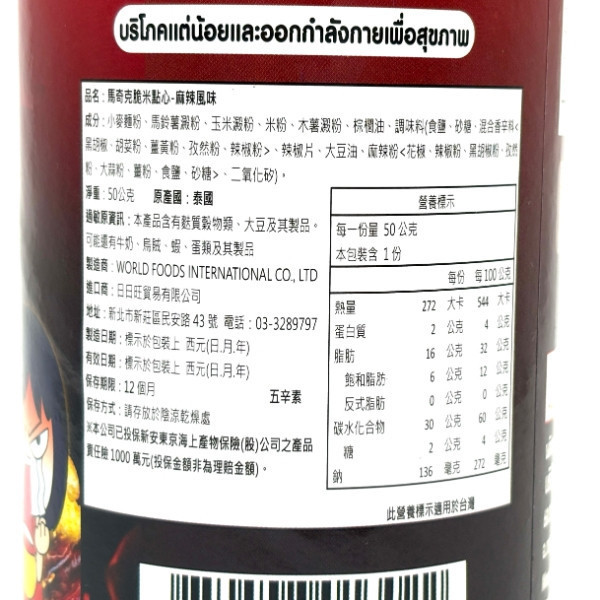 บริโภคแต่น้อยและออกกำลังกายเพื่อสุขภาพ
品名：馬奇克脆米點心-麻辣風味
成分：小麥麵粉、馬鈴薯澱粉、玉米澱粉、米粉、木薯澱粉、棕櫚油、調味料(食鹽、砂糖、混合香辛料<
黑胡椒、胡荽粉、薑黃粉、孜然粉、辣椒粉>、辣椒片、大豆油、麻辣粉<花椒、辣椒粉、黑胡椒粉、孜然
粉、大蒜粉、薑粉、食鹽、砂糖>、二氧化矽)。
淨重：50公克 原產國：泰國
過敏原資訊：本產品含有麩質穀物類、大豆及其製品。
可能還有牛奶、烏賊、蝦、蛋類及其製品
製造商：WORLD FOODS INTERNATIONAL CO., LTD
進口商：日日旺貿易有限公司
地址：新北市新莊區民安路 43 號 電話：03-3289797
製造日期：標示於包裝上 西元(日.月.年)
有效日期：標示於包裝上 西元(日.月.年)
保存期限：12 個月 五辛素
保存方式：請存放於陰涼乾燥處
※本公司已投保新安東京海上產物保險(股)公司之產品
責任險 1000 萬元(投保金額非為理賠金額)。
營養標示
每一份量 50 公克
本包裝含 1 份
每份 每 100 公克
熱量 272 大卡 544 大卡
蛋白質 2 公克 4 公克
脂肪 16 公克 32 公克
飽和脂肪 6 公克 12 公克
反式脂肪 0 公克 0 公克
碳水化合物 30 公克 60 公克
糖 2 公克 4 公克
鈉 136 毫克 272 毫克
此營養標示適用於台灣